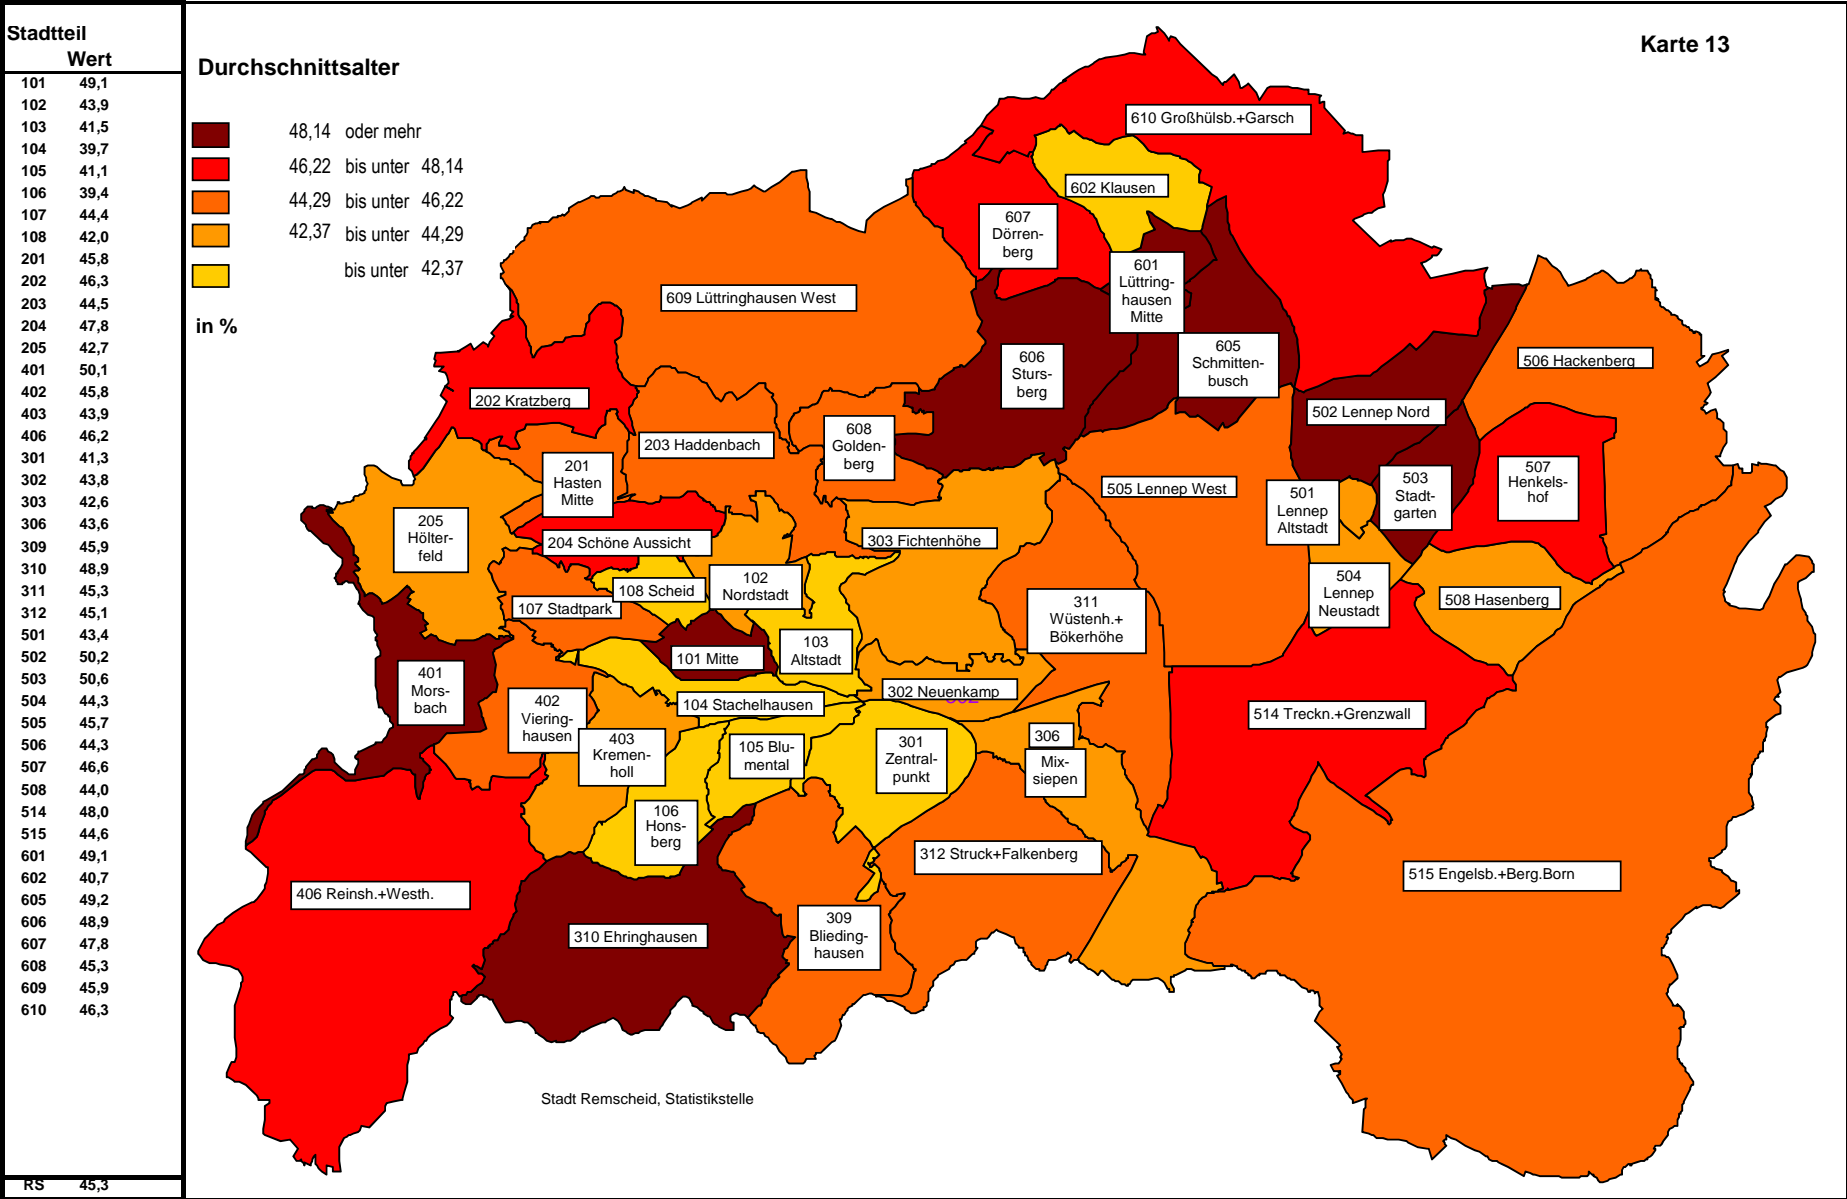 Stadtteil
Wert
101 49,1
102 43,9
103 41,5
104 39,7
105 41,1
106 39,4
107 44,4
108 42,0
201 45,8
202 46,3
203 44,5
204 47,8
205 42,7
401 50,1
402 45,8
403 43,9
406 46,2
301 41,3
302 43,8
303 42,6
306 43,6
309 45,9
310 48,9
311 45,3
312 45,1
501 43,4
502 50,2
503 50,6
504 44,3
505 45,7
506 44,3
507 46,6
508 44,0
514 48,0
515 44,6
601 49,1
602 40,7
605 49,2
606 48,9
607 47,8
608 45,3
609 45,9
610 46,3
RS 45,3
Karte 13
Durchschnittsalter
48,14 oder mehr
46,22 bis unter 48,14
44,29 bis unter 46,22
42,37 bis unter 44,29
bis unter 42,37
in %
610 Großhülsb.+Garsch
602 Klausen
607
Dörren-
berg
601
Lüttring-
hausen
Mitte
609 Lüttringhausen West
605
Schmitten-
busch
606
Sturs-
berg
506 Hackenberg
202 Kratzberg
502 Lennep Nord
203 Haddenbach
608
Golden-
berg
201
Hasten
Mitte
505 Lennep West
501
Lennep
Altstadt
503
Stadt-
garten
507
Henkels-
hof
205
Hölter-
feld
204 Schöne Aussicht
303 Fichtenhöhe
108 Scheid
102
Nordstadt
504
Lennep
Neustadt
508 Hasenberg
107 Stadtpark
311
Wüstenh.+
Bökerhöhe
103
Altstadt
101 Mitte
401
Mors-
bach
302 Neuenkamp
302
402
Viering-
hausen
104 Stachelhausen
514 Treckn.+Grenzwall
403
Kremen-
holl
105 Blu-
mental
301
Zentral-
punkt
306
Mix-
siepen
106
Hons-
berg
312 Struck+Falkenberg
515 Engelsb.+Berg.Born
406 Reinsh.+Westh.
310 Ehringhausen
309
Blieding-
hausen
Stadt Remscheid, Statistikstelle